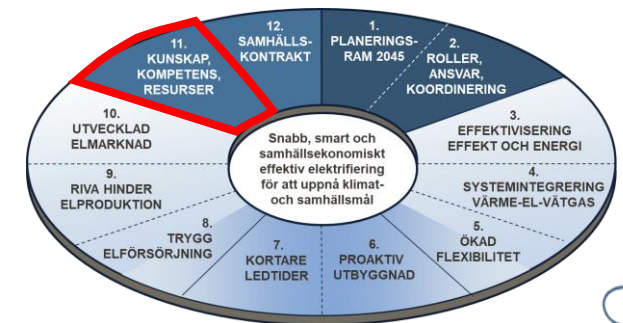 1.
PLANERINGS-
RAM 2045
2.
ROLLER,
ANSVAR,
KOORDINERING
3.
EFFEKTIVISERING
EFFEKT OCH ENERGI
4.
SYSTEMINTEGRERING
VÄRME-EL-VÄTGAS
5.
ÖKAD
FLEXIBILITET
6.
PROAKTIV
UTBYGGNAD
7.
KORTARE
LEDTIDER
8.
TRYGG
ELFÖRSÖRJNING
9.
RIVA HINDER
ELPRODUKTION
10.
UTVECKLAD
ELMARKNAD
11.
KUNSKAP,
KOMPETENS,
RESURSER
12.
SAMHÄLLS-
KONTRAKT
Snabb, smart och
samhällsekonomiskt
effektiv elektrifiering
för att uppnå klimat-
och samhällsmål